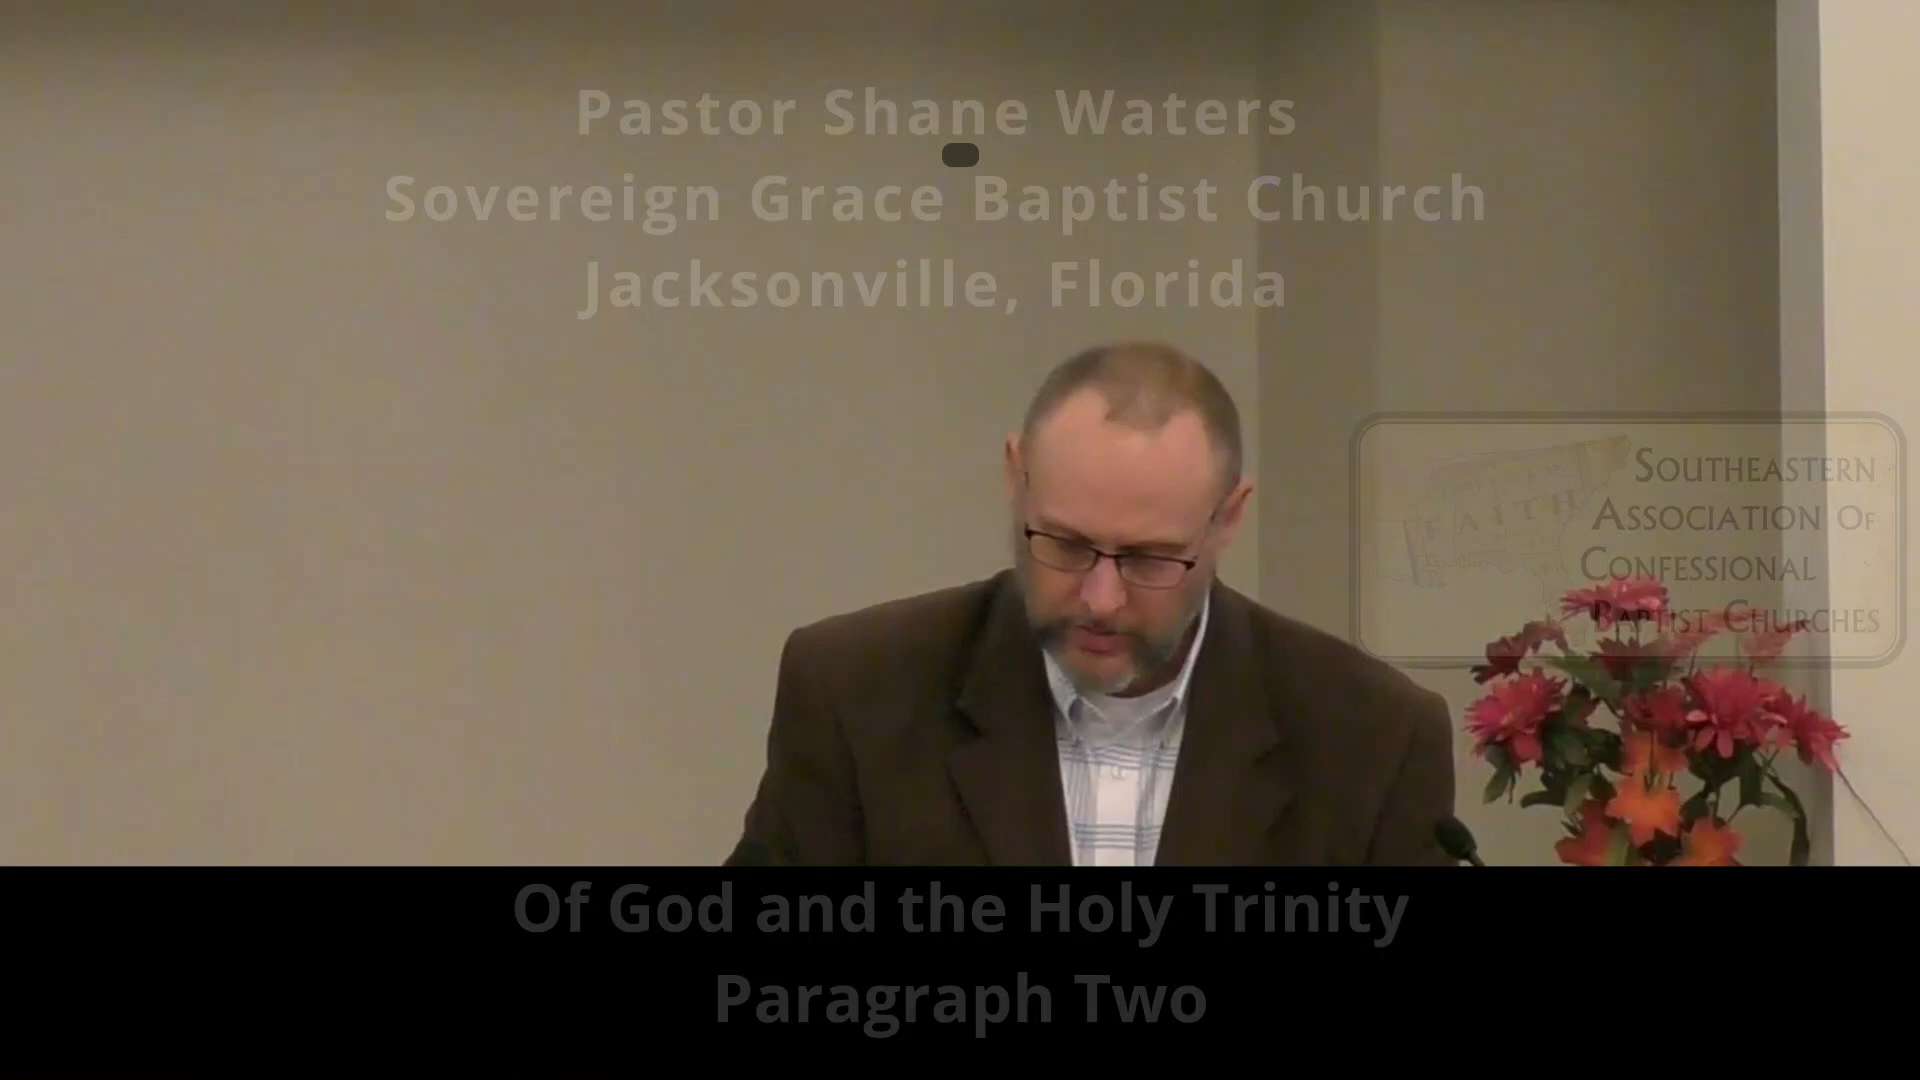 Pastor Shane Waters
Sovereign Grace Baptist Church
Jacksonville, Florida
FAITH
SOUTHEASTERN
ASSOCIATION OF
CONFESSIONAL
BAPTIST CHURCHES
Of God and the Holy Trinity
Paragraph Two